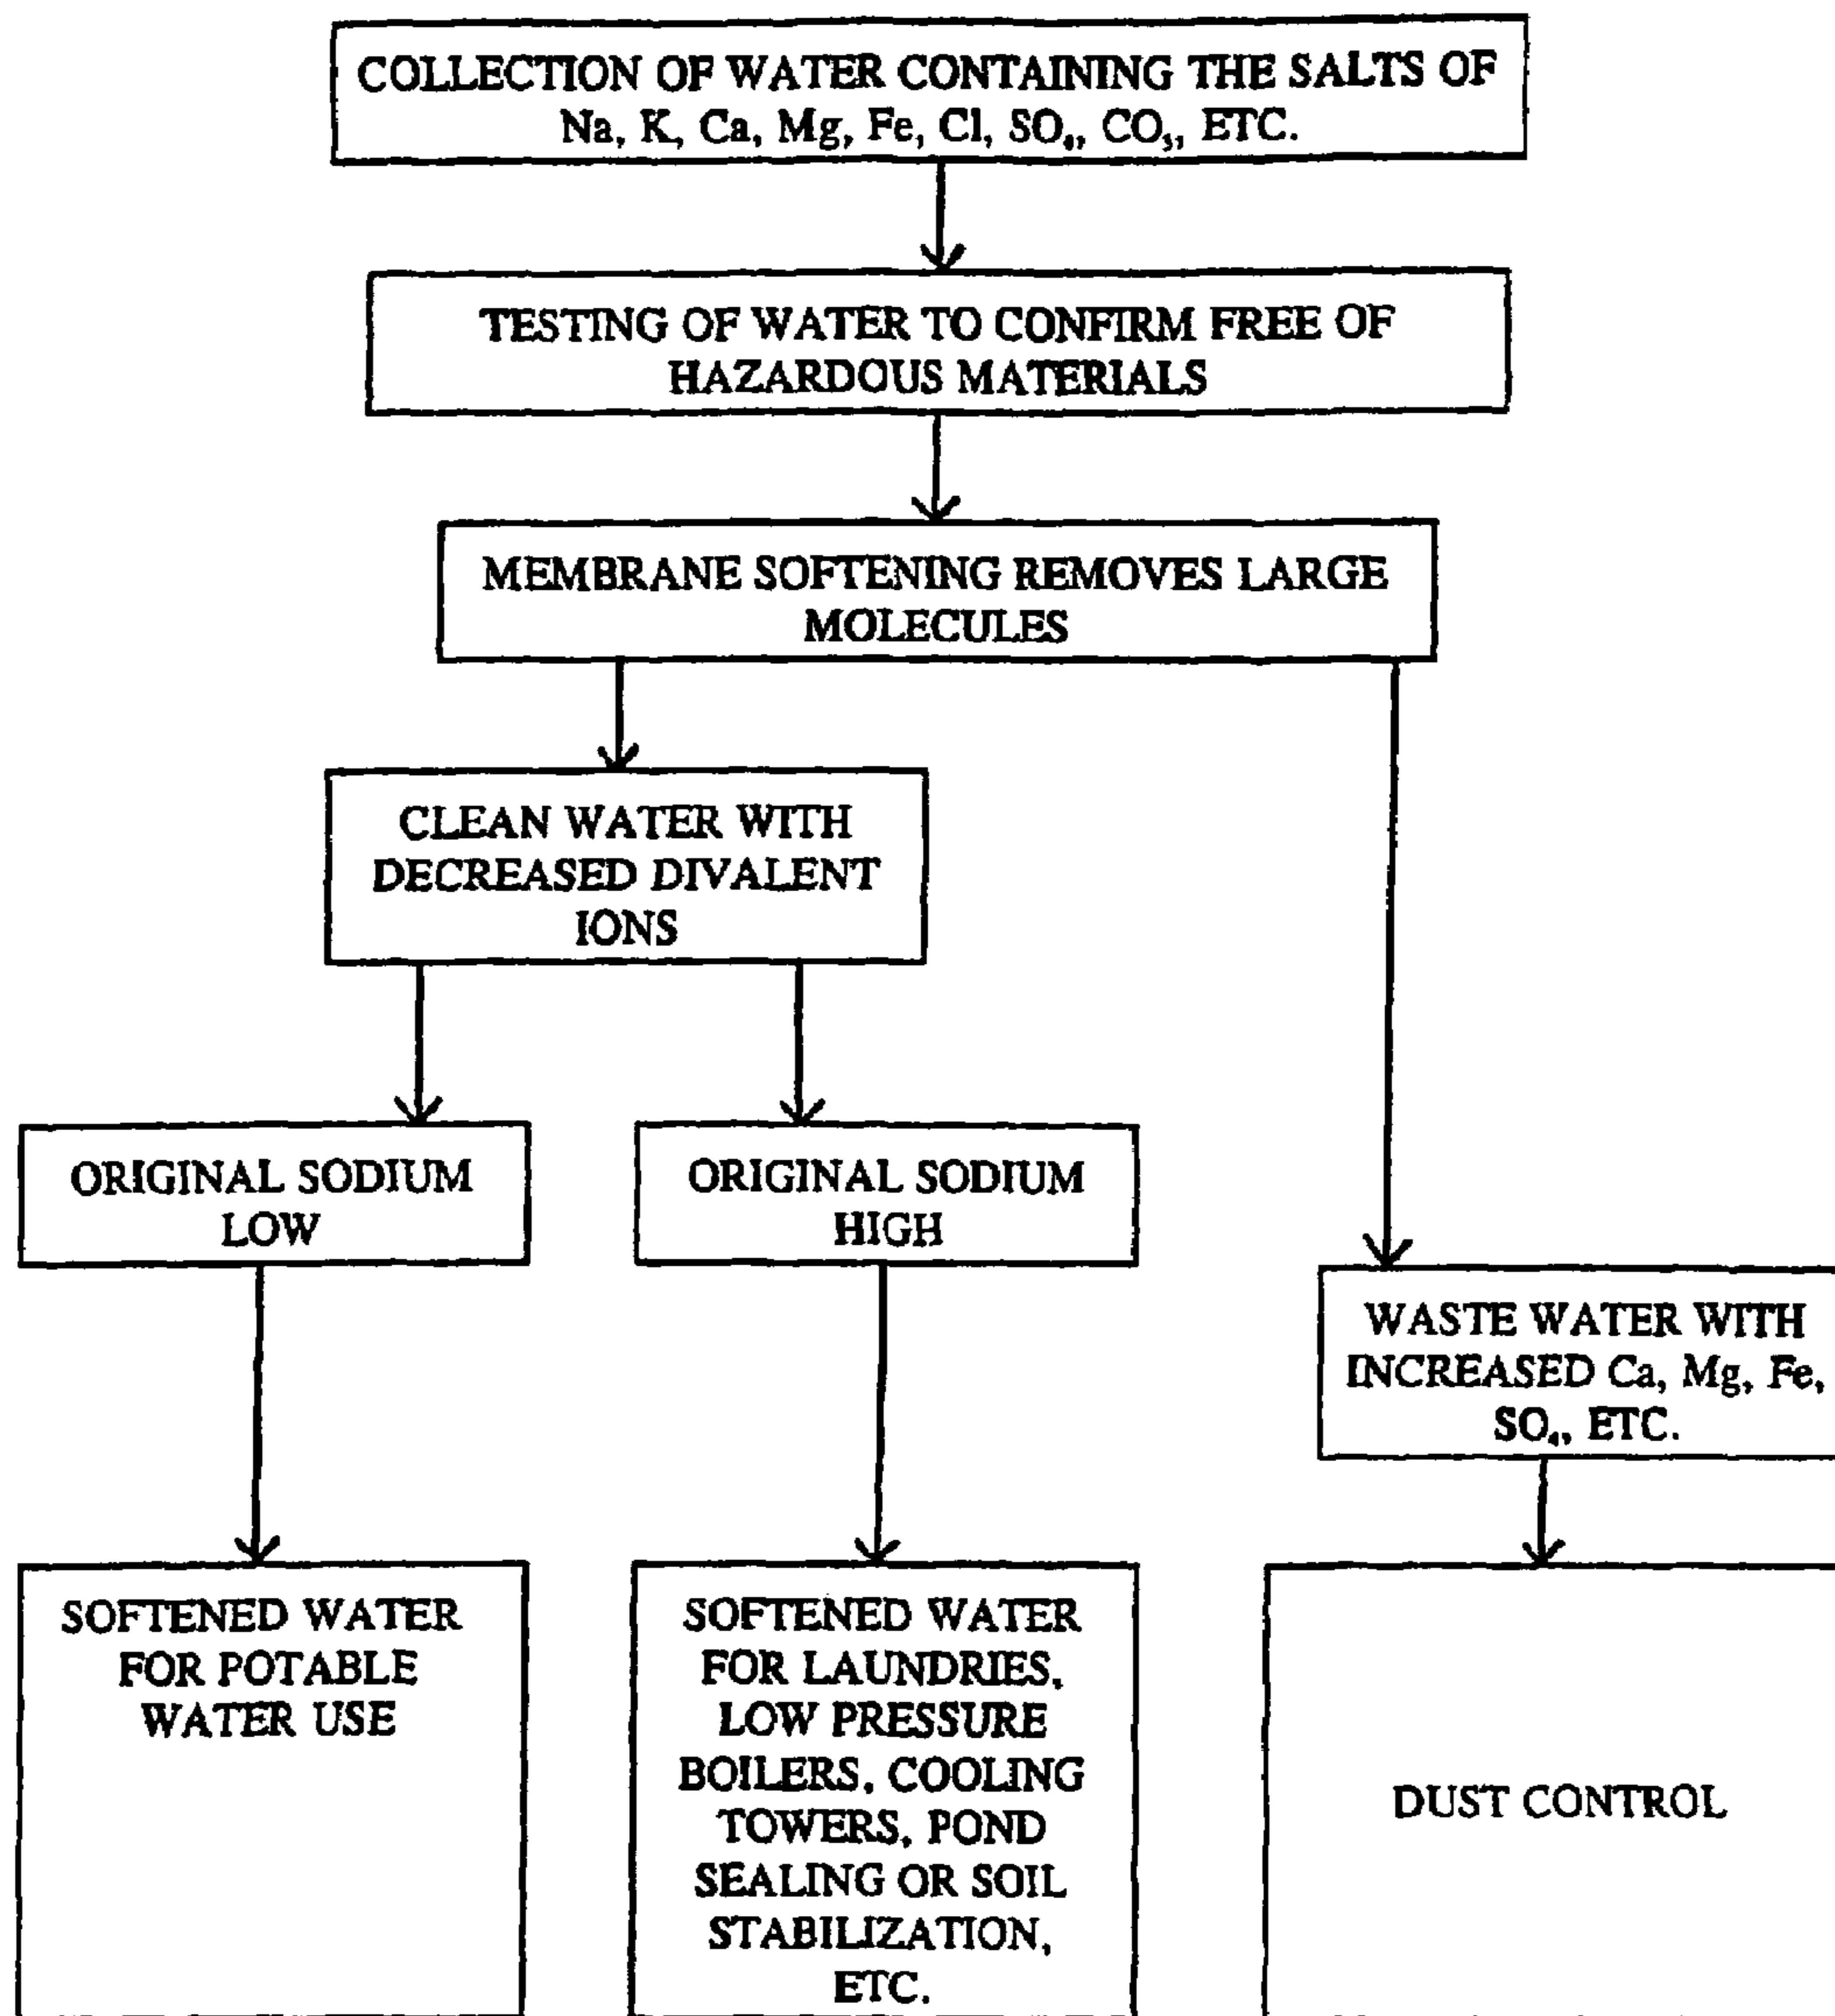 COLLECTION OF WATER CONTAINING THE SALTS OF
Na, K, Ca, Mg, Fe, Cl, SO₄, CO₃, ETC.
TESTING OF WATER TO CONFIRM FREE OF
HAZARDOUS MATERIALS
MEMBRANE SOFTENING REMOVES LARGE
MOLECULES
CLEAN WATER WITH
DECREASED DIVALENT
IONS
ORIGINAL SODIUM
LOW
ORIGINAL SODIUM
HIGH
WASTE WATER WITH
INCREASED Ca, Mg, Fe,
SO₄, ETC.
SOFTENED WATER
FOR POTABLE
WATER USE
SOFTENED WATER
FOR LAUNDRIES,
LOW PRESSURE
BOILERS, COOLING
TOWERS, POND
SEALING OR SOIL
STABILIZATION,
ETC.
DUST CONTROL